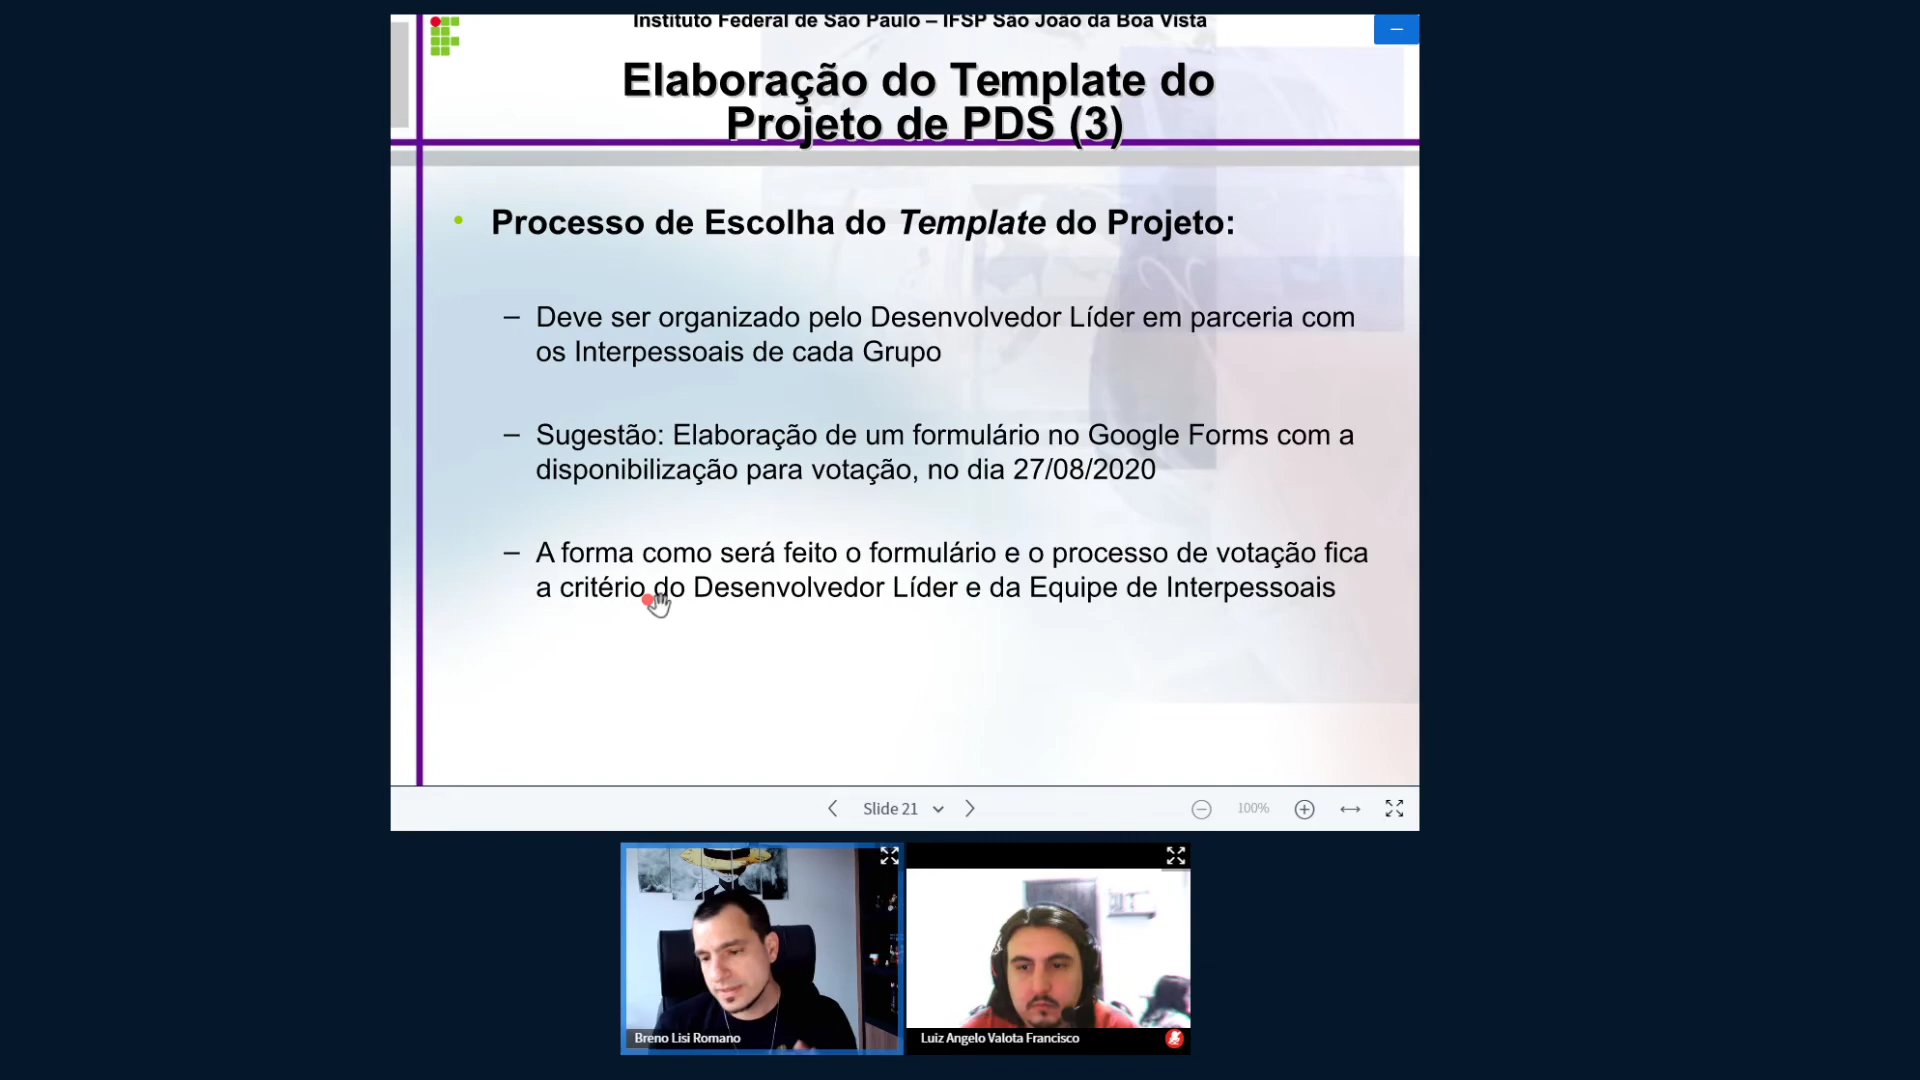 Instituto Federal de São Paulo – IFSP São João da Boa Vista
Elaboração do Template do
Projeto de PDS (3)
• Processo de Escolha do Template do Projeto:
– Deve ser organizado pelo Desenvolvedor Líder em parceria com
os Interpessoais de cada Grupo
– Sugestão: Elaboração de um formulário no Google Forms com a
disponibilização para votação, no dia 27/08/2020
– A forma como será feito o formulário e o processo de votação fica
a critério do Desenvolvedor Líder e da Equipe de Interpessoais
Slide 21
100%
Breno Lisi Romano
Luiz Angelo Valota Francisco